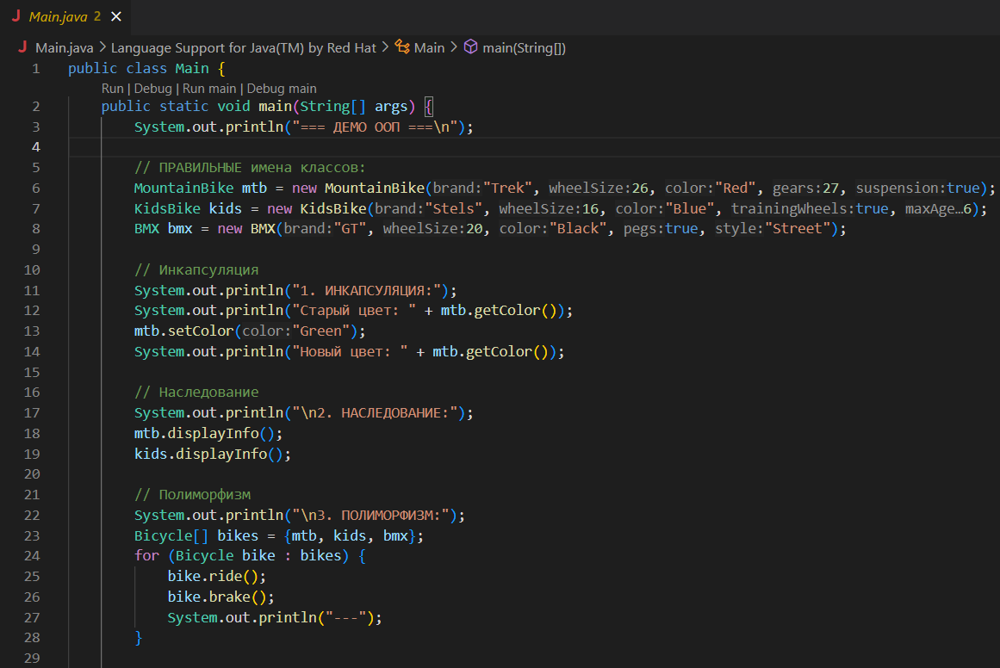 J Main.java 2 ×
J Main.java > Language Support for Java(TM) by Red Hat > Main > main(String[])
1 public class Main {
Run | Debug | Run main | Debug main
2 public static void main(String[] args) {
3 System.out.println("=== ДЕМО ООП ===\n");
4
5 // ПРАВИЛЬНЫЕ имена классов:
6 MountainBike mtb = new MountainBike(brand:"Trek", wheelSize:26, color:"Red", gears:27, suspension:true);
7 KidsBike kids = new KidsBike(brand:"Stels", wheelSize:16, color:"Blue", trainingWheels:true, maxAge…6);
8 BMX bmx = new BMX(brand:"GT", wheelSize:20, color:"Black", pegs:true, style:"Street");
9
10 // Инкапсуляция
11 System.out.println("1. ИНКАПСУЛЯЦИЯ:");
12 System.out.println("Старый цвет: " + mtb.getColor());
13 mtb.setColor(color:"Green");
14 System.out.println("Новый цвет: " + mtb.getColor());
15
16 // Наследование
17 System.out.println("\n2. НАСЛЕДОВАНИЕ:");
18 mtb.displayInfo();
19 kids.displayInfo();
20
21 // Полиморфизм
22 System.out.println("\n3. ПОЛИМОРФИЗМ:");
23 Bicycle[] bikes = {mtb, kids, bmx};
24 for (Bicycle bike : bikes) {
25 bike.ride();
26 bike.brake();
27 System.out.println("---");
28 }
29